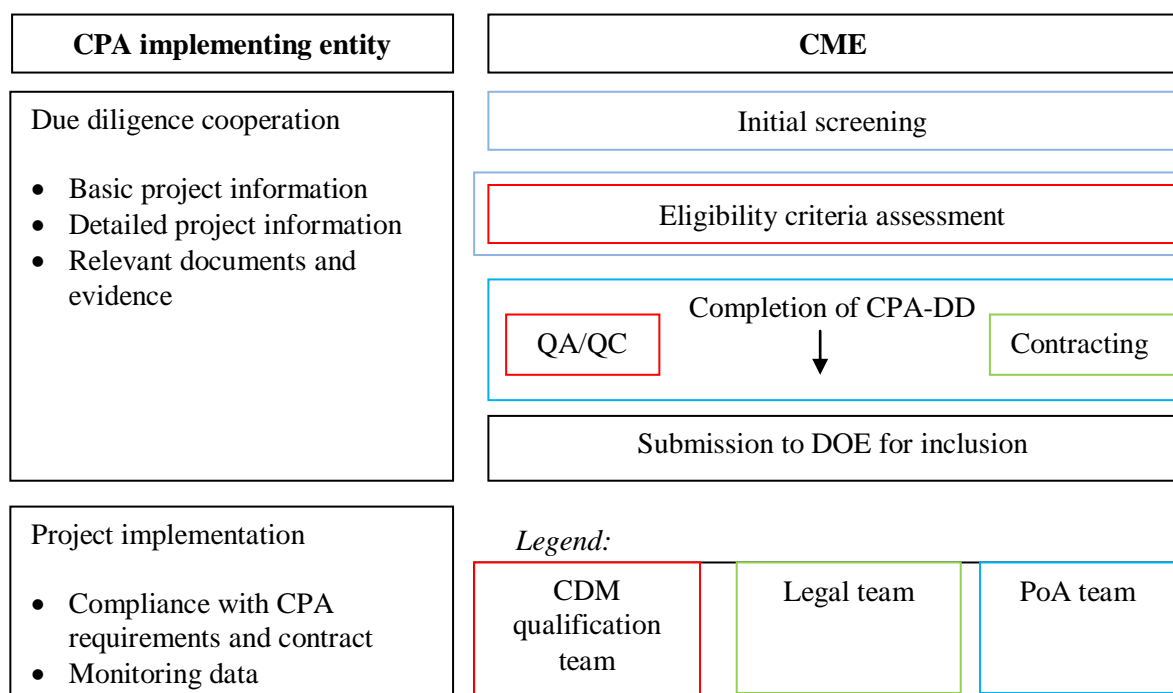 CPA implementing entity
CME
Due diligence cooperation
• Basic project information
• Detailed project information
• Relevant documents and
evidence
Initial screening
Eligibility criteria assessment
Completion of CPA-DD
QA/QC
Contracting
Submission to DOE for inclusion
Project implementation
• Compliance with CPA
requirements and contract
• Monitoring data
Legend:
CDM
qualification
team
Legal team
PoA team